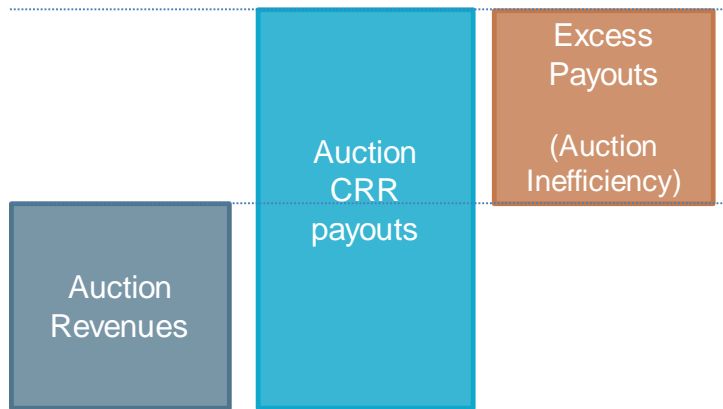 Auction
Revenues
Auction
CRR
payouts
Excess
Payouts
(Auction
Inefficiency)